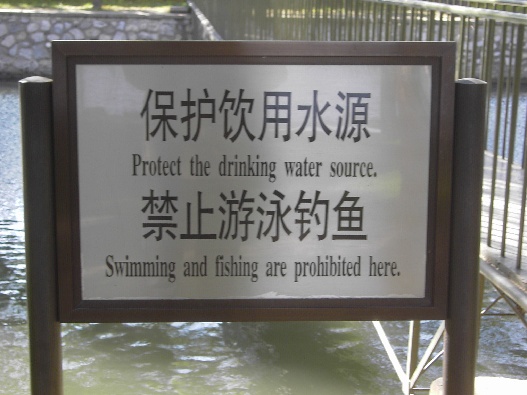 保护饮用水源
Protect the drinking water source.
禁止游泳钓鱼
Swimming and fishing are prohibited here.